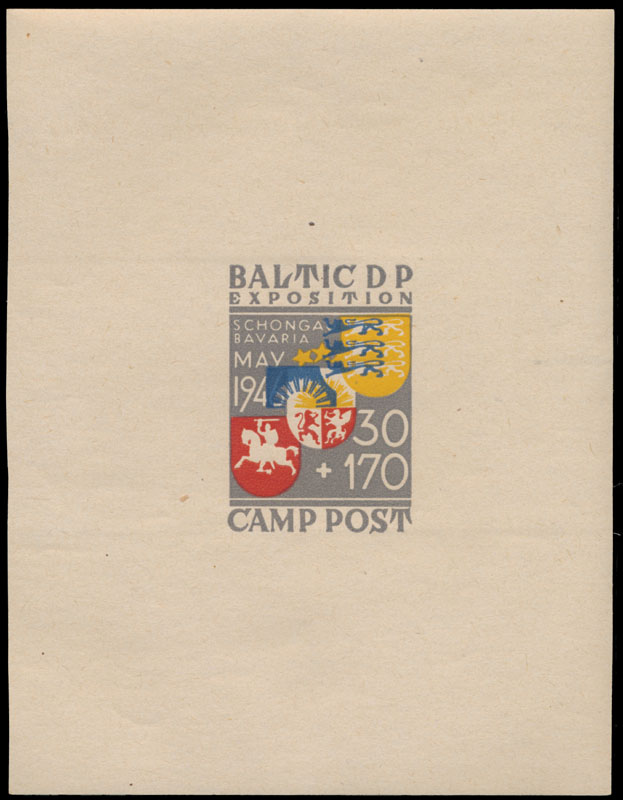 BALTIC D P
EXPOSITION
SCHONGA
BAVARIA
MAY
194
30
+ 170
CAMP POST